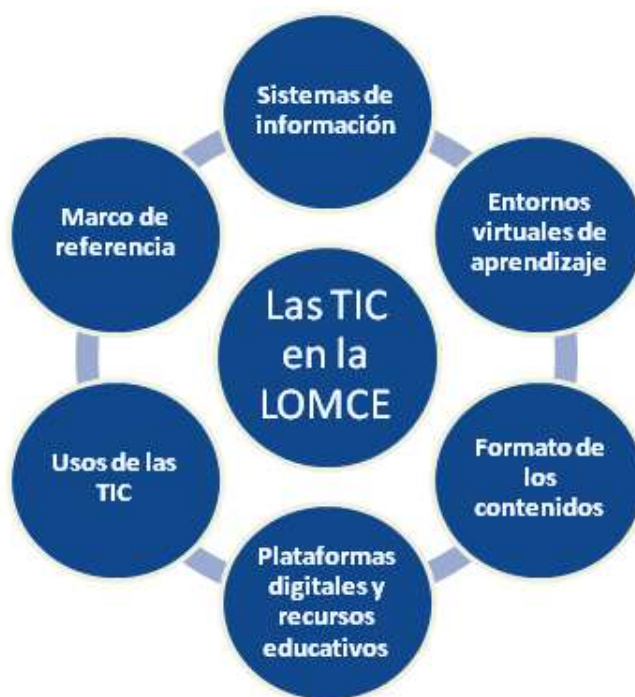 Sistemas de
información
Entornos
virtuales de
aprendizaje
Formato de
los
contenidos
Plataformas
digitales y
recursos
educativos
Usos de las
TIC
Marco de
referencia
Las TIC
en la
LOMCE